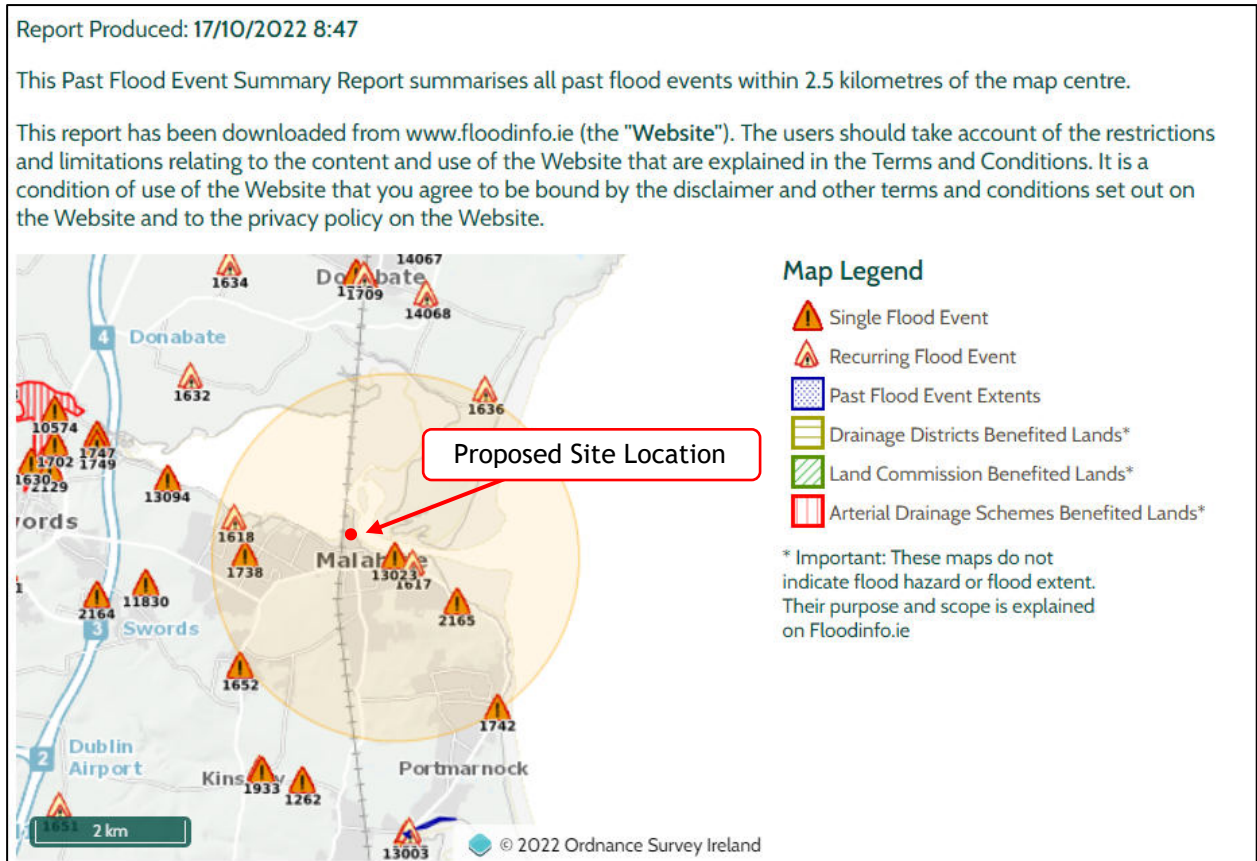 Report Produced: 17/10/2022 8:47
This Past Flood Event Summary Report summarises all past flood events within 2.5 kilometres of the map centre.
This report has been downloaded from www.floodinfo.ie (the "Website"). The users should take account of the restrictions
and limitations relating to the content and use of the Website that are explained in the Terms and Conditions. It is a
condition of use of the Website that you agree to be bound by the disclaimer and other terms and conditions set out on
the Website and to the privacy policy on the Website.
Map Legend
Single Flood Event
Recurring Flood Event
Past Flood Event Extents
Drainage Districts Benefited Lands*
Land Commission Benefited Lands*
Arterial Drainage Schemes Benefited Lands*
* Important: These maps do not
indicate flood hazard or flood extent.
Their purpose and scope is explained
on Floodinfo.ie
14067
1634
1709
14068
4
Donabate
1632
1636
10574
1747
1702
1749
1630
2129
13094
Proposed Site Location
1618
1738
13023
1617
2164
11830
2165
3
Swords
1652
1742
2
Dublin
Airport
Portmarnock
1933
1262
1651
2 km
13003
© 2022 Ordnance Survey Ireland